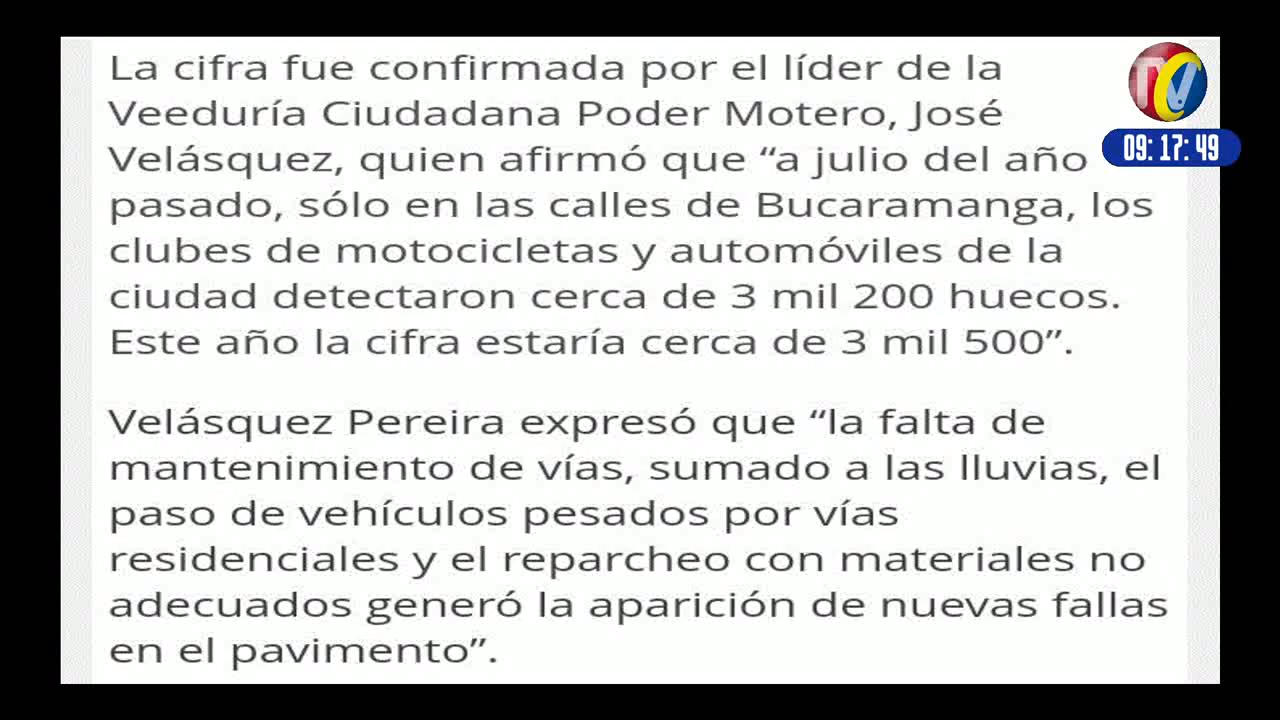 La cifra fue confirmada por el líder de la
Veeduría Ciudadana Poder Motero, José
Velásquez, quien afirmó que “a julio del año
pasado, sólo en las calles de Bucaramanga, los
clubes de motocicletas y automóviles de la
ciudad detectaron cerca de 3 mil 200 huecos.
Este año la cifra estaría cerca de 3 mil 500”.
Velásquez Pereira expresó que “la falta de
mantenimiento de vías, sumado a las lluvias, el
paso de vehículos pesados por vías
residenciales y el reparcheo con materiales no
adecuados generó la aparición de nuevas fallas
en el pavimento”.
TVC
09: 17: 49